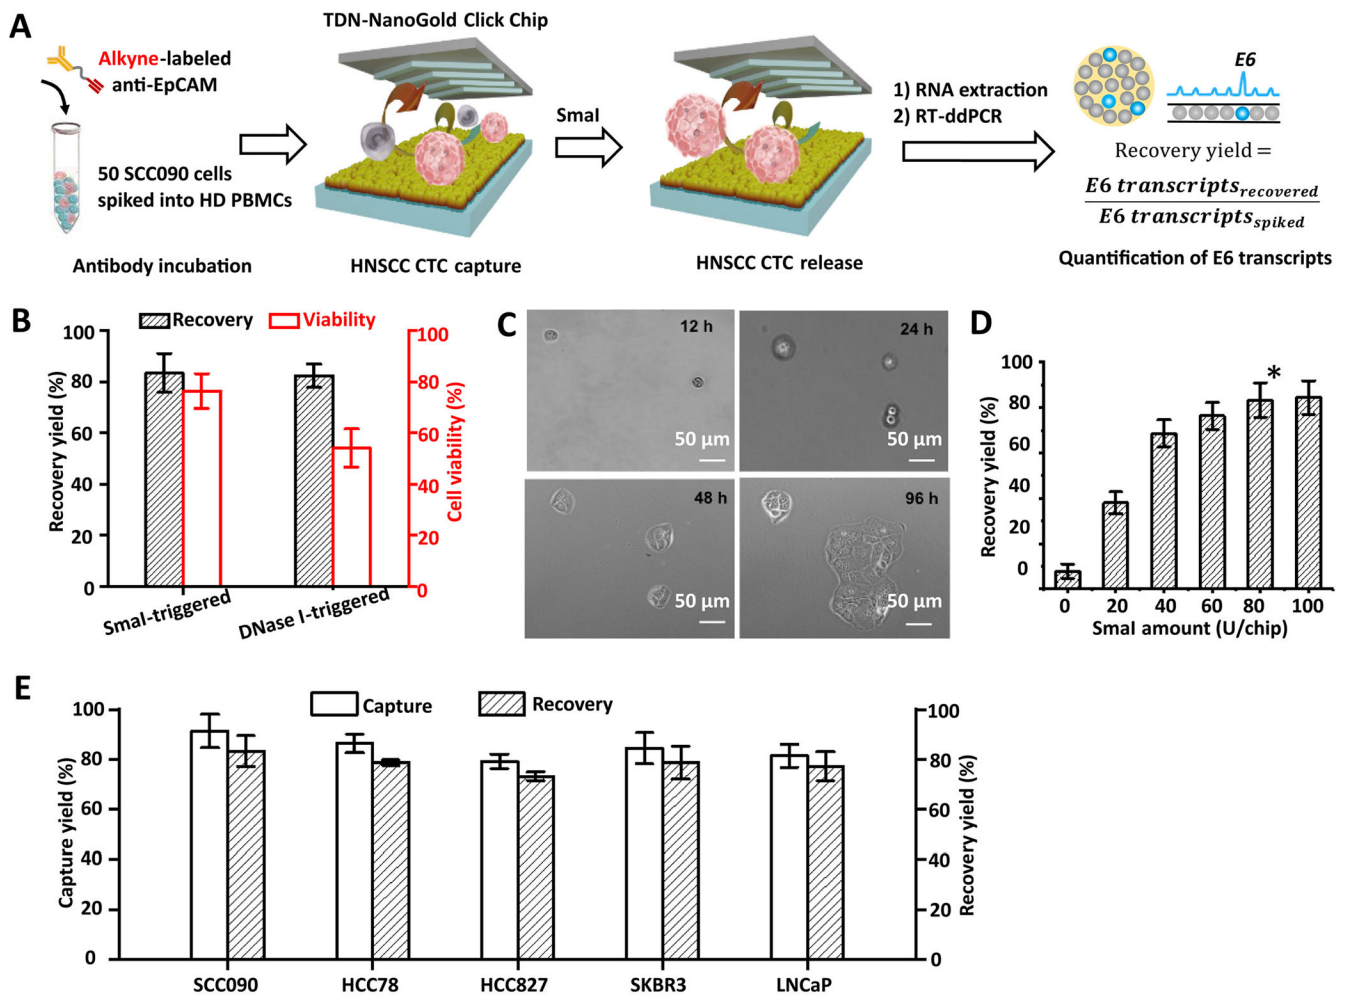 A
TDN-NanoGold Click Chip
Alkyne-labeled
anti-EpCAM
50 SCC090 cells
spiked into HD PBMCs
SmaI
1) RNA extraction
2) RT-ddPCR
E6
Recovery yield =
E6 transcripts recovered
E6 transcripts spiked
Antibody incubation
HNSCC CTC capture
HNSCC CTC release
Quantification of E6 transcripts
B
Recovery
Viability
Recovery yield (%)
100
80
60
40
20
0
Cell viability (%)
100
80
60
40
20
0
SmaI-triggered
DNase I-triggered
C
12 h
50 µm
24 h
50 µm
48 h
50 µm
96 h
50 µm
D
Recovery yield (%)
100
80
60
40
20
0
*
0
20
40
60
80
100
SmaI amount (U/chip)
E
Capture
Recovery
Capture yield (%)
100
80
60
40
20
0
Recovery yield (%)
100
80
60
40
20
0
SCC090
HCC78
HCC827
SKBR3
LNCaP